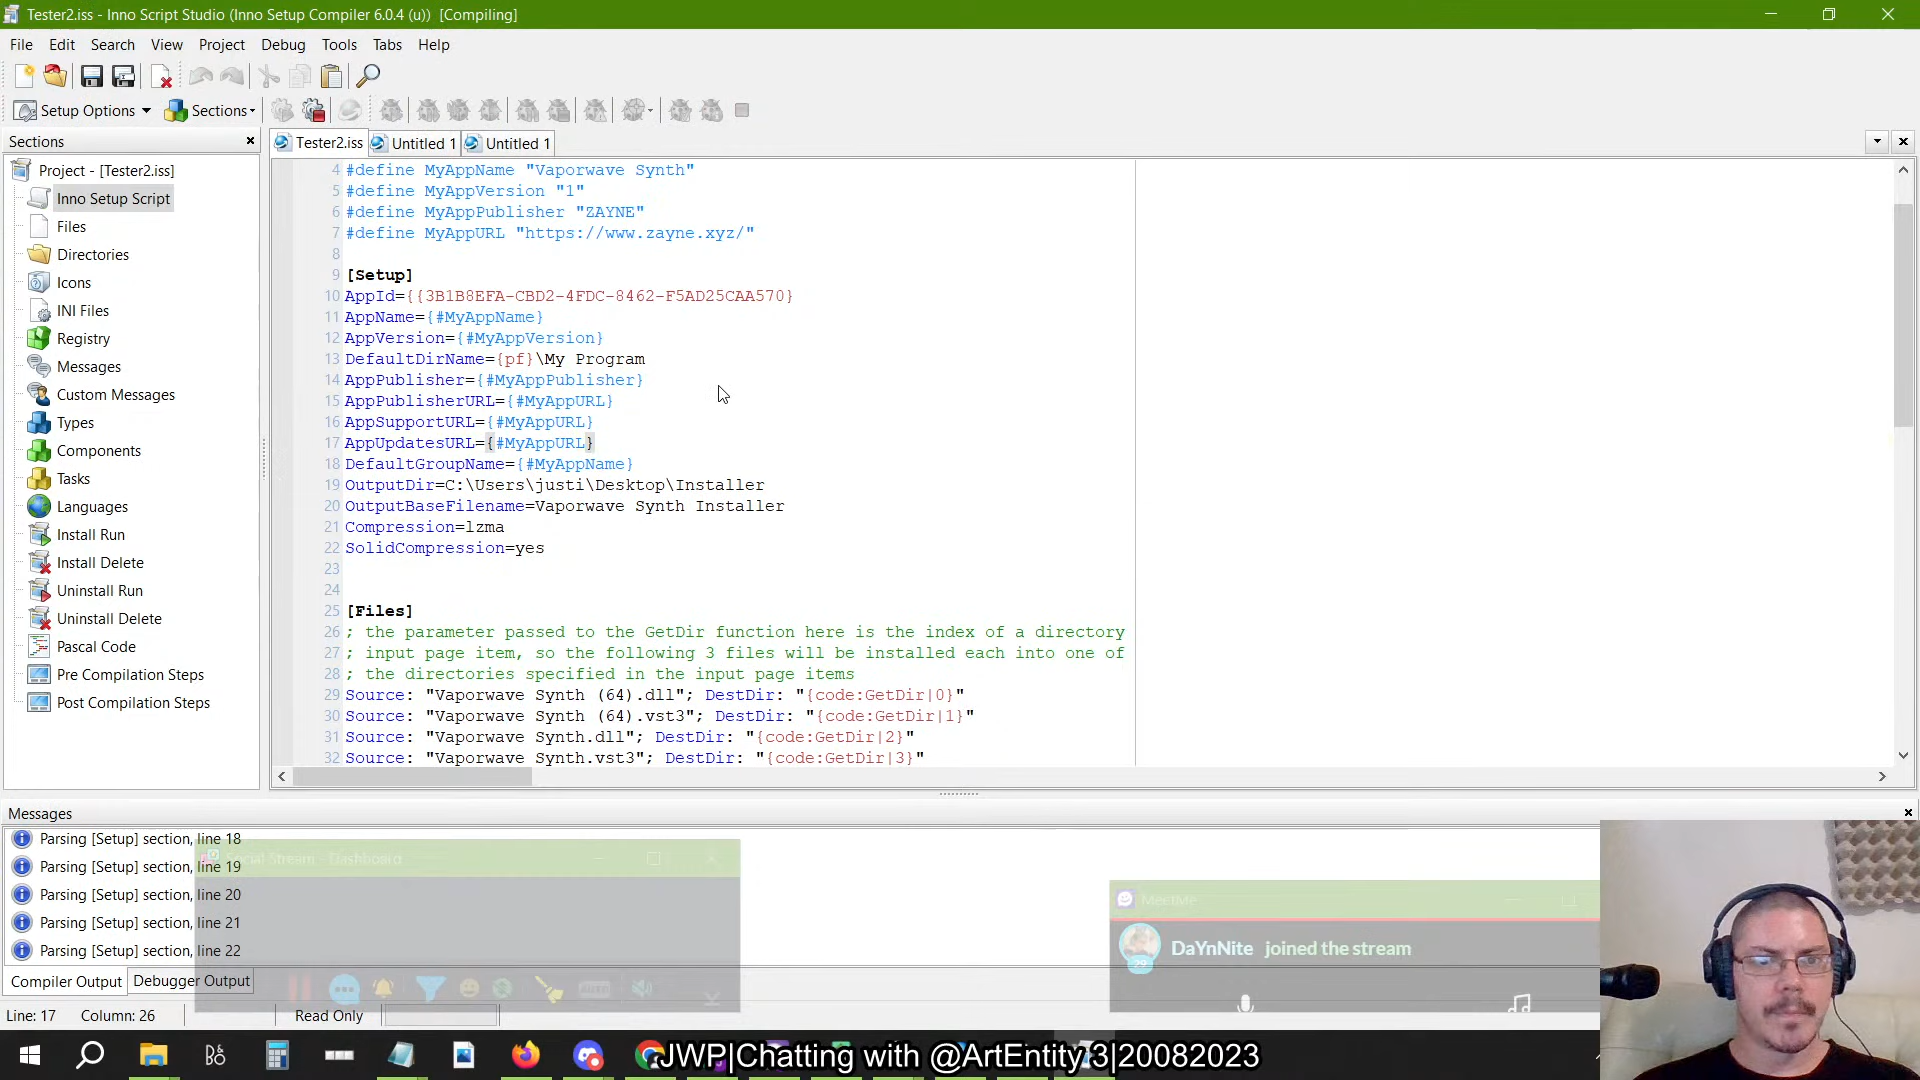 Tester2.iss - Inno Script Studio (Inno Setup Compiler 6.0.4 (u)) [Compiling]
File Edit Search View Project Debug Tools Tabs Help
Setup Options Sections
Sections
Tester2.iss Untitled 1 Untitled 1
Project - [Tester2.iss]
Inno Setup Script
Files
Directories
Icons
INI Files
Registry
Messages
Custom Messages
Types
Components
Tasks
Languages
Install Run
Install Delete
Uninstall Run
Uninstall Delete
Pascal Code
Pre Compilation Steps
Post Compilation Steps
4 #define MyAppName "Vaporwave Synth"
5 #define MyAppVersion "1"
6 #define MyAppPublisher "ZAYNE"
7 #define MyAppURL "https://www.zayne.xyz/"
8
9 [Setup]
10 AppId={{3B1B8EFA-CBD2-4FDC-8462-F5AD25CAA570}
11 AppName={#MyAppName}
12 AppVersion={#MyAppVersion}
13 DefaultDirName={pf}\My Program
14 AppPublisher={#MyAppPublisher}
15 AppPublisherURL={#MyAppURL}
16 AppSupportURL={#MyAppURL}
17 AppUpdatesURL={#MyAppURL}
18 DefaultGroupName={#MyAppName}
19 OutputDir=C:\Users\justi\Desktop\Installer
20 OutputBaseFilename=Vaporwave Synth Installer
21 Compression=lzma
22 SolidCompression=yes
23
24
25 [Files]
26 ; the parameter passed to the GetDir function here is the index of a directory
27 ; input page item, so the following 3 files will be installed each into one of
28 ; the directories specified in the input page items
29 Source: "Vaporwave Synth (64).dll"; DestDir: "{code:GetDir|0}"
30 Source: "Vaporwave Synth (64).vst3"; DestDir: "{code:GetDir|1}"
31 Source: "Vaporwave Synth.dll"; DestDir: "{code:GetDir|2}"
32 Source: "Vaporwave Synth.vst3"; DestDir: "{code:GetDir|3}"
Messages
Parsing [Setup] section, line 18
Parsing [Setup] section, line 19
Parsing [Setup] section, line 20
Parsing [Setup] section, line 21
Parsing [Setup] section, line 22
Social Stream - Dashboard
AUTO
MeetMe
DaYnNite joined the stream
29
Compiler Output Debugger Output
Line: 17 Column: 26 Read Only
JWP|Chatting with @ArtEntity 3|20082023